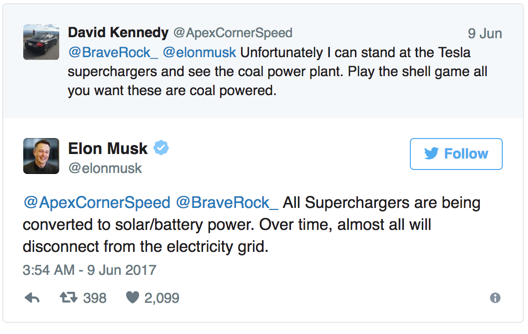 David Kennedy @ApexCornerSpeed 9 Jun
@BraveRock_ @elonmusk Unfortunately I can stand at the Tesla
superchargers and see the coal power plant. Play the shell game all
you want these are coal powered.
Elon Musk
@elonmusk
Follow
@ApexCornerSpeed @BraveRock_ All Superchargers are being
converted to solar/battery power. Over time, almost all will
disconnect from the electricity grid.
3:54 AM - 9 Jun 2017
398 2,099